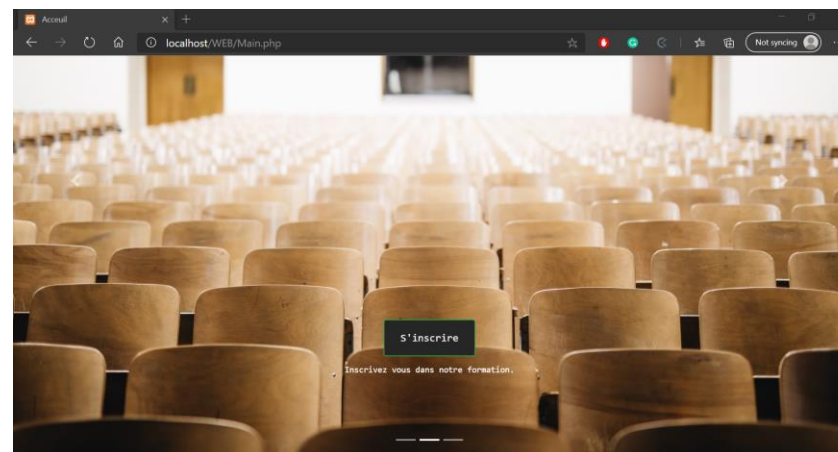 Acceuil
localhost/WEB/Main.php
Not syncing
S'inscrire
Inscrivez vous dans notre formation.